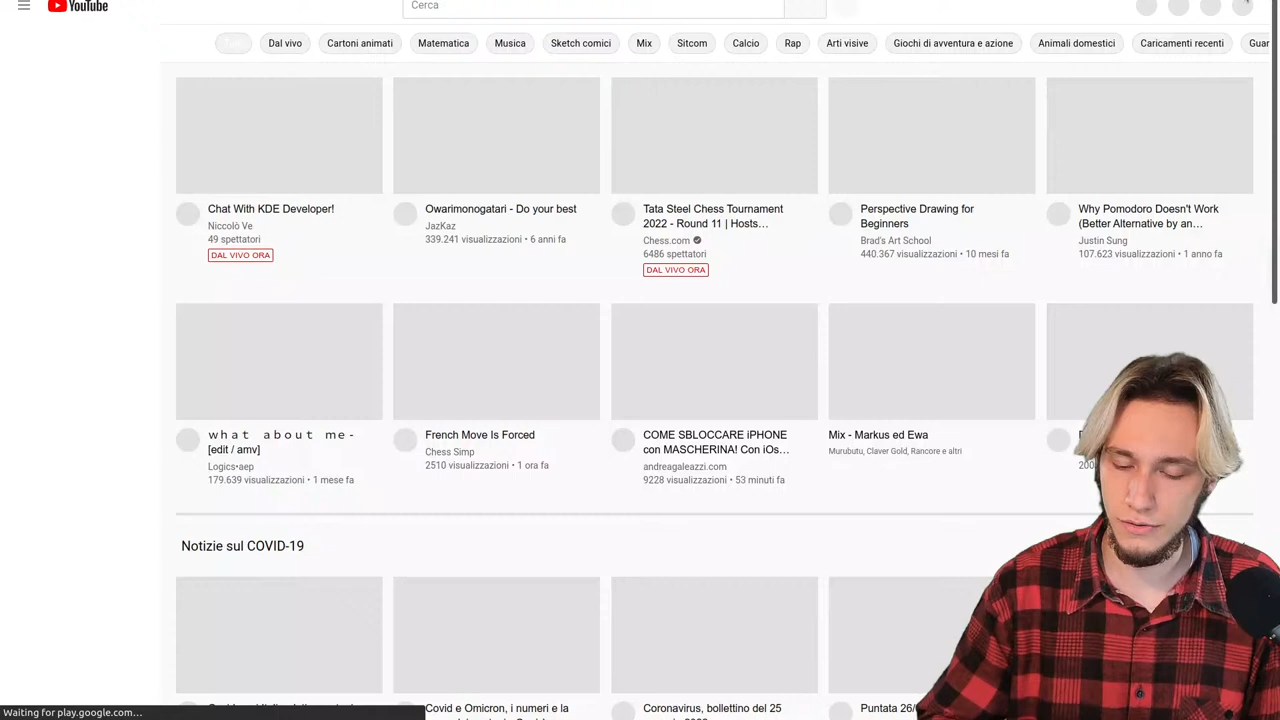 YouTube
Cerca
Dal vivo
Cartoni animati
Matematica
Musica
Sketch comici
Mix
Sitcom
Calcio
Rap
Arti visive
Giochi di avventura e azione
Animali domestici
Caricamenti recenti
Chat With KDE Developer!
Niccolò Ve
49 spettatori
DAL VIVO ORA
Owarimonogatari - Do your best
JazKaz
339.241 visualizzazioni • 6 anni fa
Tata Steel Chess Tournament
2022 - Round 11 | Hosts…
Chess.com
6486 spettatori
DAL VIVO ORA
Perspective Drawing for
Beginners
Brad's Art School
440.367 visualizzazioni • 10 mesi fa
Why Pomodoro Doesn't Work
(Better Alternative by an…
Justin Sung
107.623 visualizzazioni • 1 anno fa
ｗｈａｔ ａｂｏｕｔ ｍｅ -
[edit / amv]
Logics•aep
179.639 visualizzazioni • 1 mese fa
French Move Is Forced
Chess Simp
2510 visualizzazioni • 1 ora fa
COME SBLOCCARE iPHONE
con MASCHERINA! Con iOs…
andreagaleazzi.com
9228 visualizzazioni • 53 minuti fa
Mix - Markus ed Ewa
Murubutu, Claver Gold, Rancore e altri
Notizie sul COVID-19
Covid e Omicron, i numeri e la
Coronavirus, bollettino del 25
Puntata
Waiting for play.google.com…